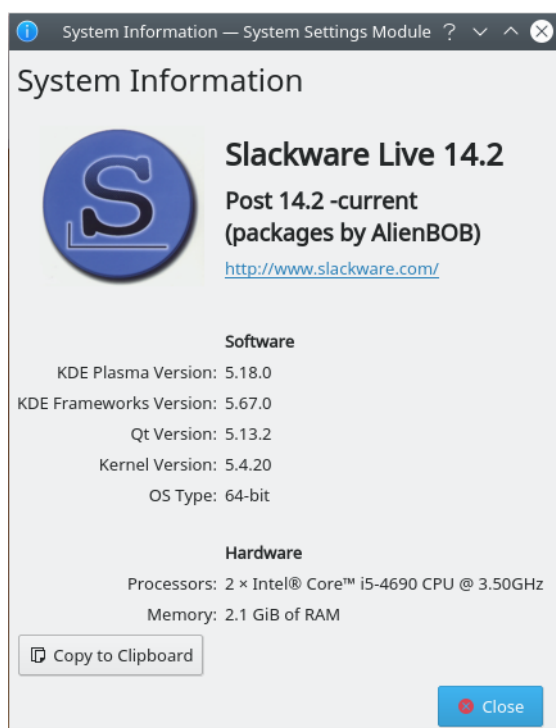 System Information — System Settings Module
System Information
S
Slackware Live 14.2
Post 14.2 -current
(packages by AlienBOB)
http://www.slackware.com/
Software
KDE Plasma Version: 5.18.0
KDE Frameworks Version: 5.67.0
Qt Version: 5.13.2
Kernel Version: 5.4.20
OS Type: 64-bit
Hardware
Processors: 2 × Intel® Core™ i5-4690 CPU @ 3.50GHz
Memory: 2.1 GiB of RAM
Copy to Clipboard
Close